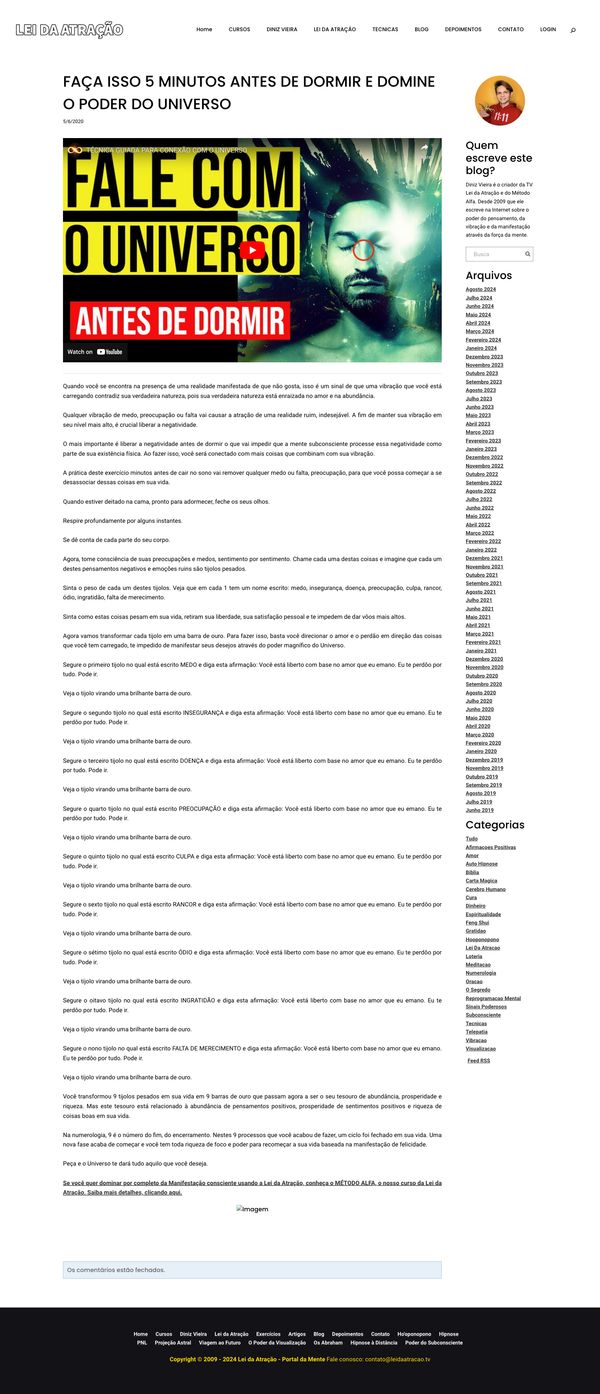 LEI DA ATRAÇÃO
Home CURSOS DINIZ VIEIRA LEI DA ATRAÇÃO TECNICAS BLOG DEPOIMENTOS CONTATO LOGIN
FAÇA ISSO 5 MINUTOS ANTES DE DORMIR E DOMINE
O PODER DO UNIVERSO
5/6/2020
TÉCNICA GUIADA PARA CONEXÃO COM O UNIVERSO
FALE COM
O UNIVERSO
ANTES DE DORMIR
Watch on YouTube
Quando você se encontra na presença de uma realidade manifestada de que não gosta, isso é um sinal de que uma vibração que você está
carregando contradiz sua verdadeira natureza, pois sua verdadeira natureza está enraizada no amor e na abundância.
Qualquer vibração de medo, preocupação ou falta vai causar a atração de uma realidade ruim, indesejável. A fim de manter sua vibração em
seu nível mais alto, é crucial liberar a negatividade.
O mais importante é liberar a negatividade antes de dormir o que vai impedir que a mente subconsciente processe essa negatividade como
parte de sua existência física. Ao fazer isso, você será conectado com mais coisas que combinam com sua vibração.
A prática deste exercício minutos antes de cair no sono vai remover qualquer medo ou falta, preocupação, para que você possa começar a se
desassociar dessas coisas em sua vida.
Quando estiver deitado na cama, pronto para adormecer, feche os seus olhos.
Respire profundamente por alguns instantes.
Se dê conta de cada parte do seu corpo.
Agora, tome consciência de suas preocupações e medos, sentimento por sentimento. Chame cada uma destas coisas e imagine que cada um
destes pensamentos negativos e emoções ruins são tijolos pesados.
Sinta o peso de cada um destes tijolos. Veja que em cada 1 tem um nome escrito: medo, insegurança, doença, preocupação, culpa, rancor,
ódio, ingratidão, falta de merecimento.
Sinta como estas coisas pesam em sua vida, retiram sua liberdade, sua satisfação pessoal e te impedem de dar vôos mais altos.
Agora vamos transformar cada tijolo em uma barra de ouro. Para fazer isso, basta você direcionar o amor e o perdão em direção das coisas
que você tem carregado, te impedido de manifestar seus desejos através do poder magnífico do Universo.
Segure o primeiro tijolo no qual está escrito MEDO e diga esta afirmação: Você está liberto com base no amor que eu emano. Eu te perdôo por
tudo. Pode ir.
Veja o tijolo virando uma brilhante barra de ouro.
Segure o segundo tijolo no qual está escrito INSEGURANÇA e diga esta afirmação: Você está liberto com base no amor que eu emano. Eu te
perdôo por tudo. Pode ir.
Veja o tijolo virando uma brilhante barra de ouro.
Segure o terceiro tijolo no qual está escrito DOENÇA e diga esta afirmação: Você está liberto com base no amor que eu emano. Eu te perdôo
por tudo. Pode ir.
Veja o tijolo virando uma brilhante barra de ouro.
Segure o quarto tijolo no qual está escrito PREOCUPAÇÃO e diga esta afirmação: Você está liberto com base no amor que eu emano. Eu te
perdôo por tudo. Pode ir.
Veja o tijolo virando uma brilhante barra de ouro.
Segure o quinto tijolo no qual está escrito CULPA e diga esta afirmação: Você está liberto com base no amor que eu emano. Eu te perdôo por
tudo. Pode ir.
Veja o tijolo virando uma brilhante barra de ouro.
Segure o sexto tijolo no qual está escrito RANCOR e diga esta afirmação: Você está liberto com base no amor que eu emano. Eu te perdôo por
tudo. Pode ir.
Veja o tijolo virando uma brilhante barra de ouro.
Segure o sétimo tijolo no qual está escrito ÓDIO e diga esta afirmação: Você está liberto com base no amor que eu emano. Eu te perdôo por
tudo. Pode ir.
Veja o tijolo virando uma brilhante barra de ouro.
Segure o oitavo tijolo no qual está escrito INGRATIDÃO e diga esta afirmação: Você está liberto com base no amor que eu emano. Eu te
perdôo por tudo. Pode ir.
Veja o tijolo virando uma brilhante barra de ouro.
Segure o nono tijolo no qual está escrito FALTA DE MERECIMENTO e diga esta afirmação: Você está liberto com base no amor que eu emano.
Eu te perdôo por tudo. Pode ir.
Veja o tijolo virando uma brilhante barra de ouro.
Você transformou 9 tijolos pesados em sua vida em 9 barras de ouro que passam agora a ser o seu tesouro de abundância, prosperidade e
riqueza. Mas este tesouro está relacionado à abundância de pensamentos positivos, prosperidade de sentimentos positivos e riqueza de
coisas boas em sua vida.
Na numerologia, 9 é o número do fim, do encerramento. Nestes 9 processos que você acabou de fazer, um ciclo foi fechado em sua vida. Uma
nova fase acaba de começar e você tem toda riqueza de foco e poder para recomeçar a sua vida baseada na manifestação de felicidade.
Peça e o Universo te dará tudo aquilo que você deseja.
Se você quer dominar por completo da Manifestação consciente usando a Lei da Atração, conheça o MÉTODO ALFA, o nosso curso da Lei da
Atração. Saiba mais detalhes, clicando aqui.
Imagem
Os comentários estão fechados.
11:11
Quem
escreve este
blog?
Diniz Vieira é o criador da TV
Lei da Atração e do Método
Alfa. Desde 2009 que ele
escreve na Internet sobre o
poder do pensamento, da
vibração e da manifestação
através da força da mente.
Busca
Arquivos
Agosto 2024
Julho 2024
Junho 2024
Maio 2024
Abril 2024
Março 2024
Fevereiro 2024
Janeiro 2024
Dezembro 2023
Novembro 2023
Outubro 2023
Setembro 2023
Agosto 2023
Julho 2023
Junho 2023
Maio 2023
Abril 2023
Março 2023
Fevereiro 2023
Janeiro 2023
Dezembro 2022
Novembro 2022
Outubro 2022
Setembro 2022
Agosto 2022
Julho 2022
Junho 2022
Maio 2022
Abril 2022
Março 2022
Fevereiro 2022
Janeiro 2022
Dezembro 2021
Novembro 2021
Outubro 2021
Setembro 2021
Agosto 2021
Julho 2021
Junho 2021
Maio 2021
Abril 2021
Março 2021
Fevereiro 2021
Janeiro 2021
Dezembro 2020
Novembro 2020
Outubro 2020
Setembro 2020
Agosto 2020
Julho 2020
Junho 2020
Maio 2020
Abril 2020
Março 2020
Fevereiro 2020
Janeiro 2020
Dezembro 2019
Novembro 2019
Outubro 2019
Setembro 2019
Agosto 2019
Julho 2019
Junho 2019
Categorias
Tudo
Afirmacoes Positivas
Amor
Auto Hipnose
Bíblia
Carta Magica
Cerebro Humano
Cura
Dinheiro
Espiritualidade
Feng Shui
Gratidao
Hooponopono
Lei Da Atracao
Loteria
Meditacao
Numerologia
Oracao
O Segredo
Reprogramacao Mental
Sinais Poderosos
Subconsciente
Tecnicas
Telepatia
Vibracao
Visualizacao
Feed RSS
Home Cursos Diniz Vieira Lei da Atração Exercícios Artigos Blog Depoimentos Contato Ho'oponopono Hipnose
PNL Projeção Astral Viagem ao Futuro O Poder da Visualização Os Abraham Hipnose à Distância Poder do Subconsciente
Copyright © 2009 - 2024 Lei da Atração - Portal da Mente Fale conosco: contato@leidaatracao.tv